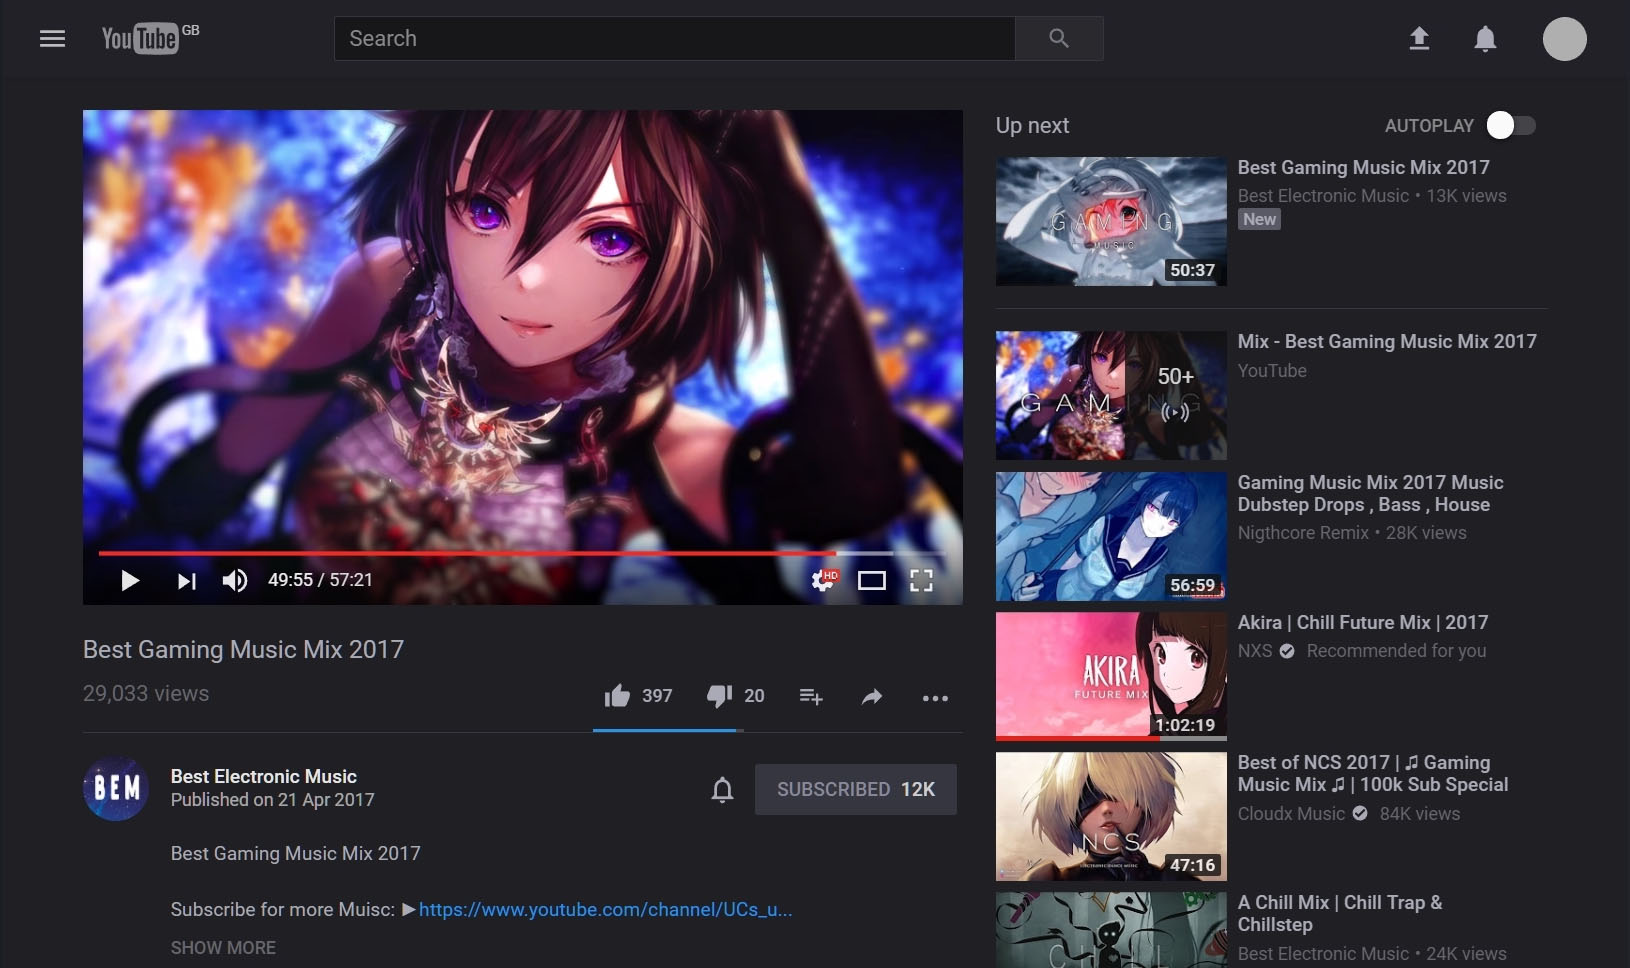 YouTube GB
Search
Up next
AUTOPLAY
GAMING
MUSIC
50:37
Best Gaming Music Mix 2017
Best Electronic Music • 13K views
New
50+
GAMING
Mix - Best Gaming Music Mix 2017
YouTube
56:59
Gaming Music Mix 2017 Music
Dubstep Drops , Bass , House
Nigthcore Remix • 28K views
AKIRA
FUTURE MIX
1:02:19
Akira | Chill Future Mix | 2017
NXS Recommended for you
NCS
47:16
Best of NCS 2017 | ♫ Gaming
Music Mix ♫ | 100k Sub Special
Cloudx Music 84K views
CHILL
A Chill Mix | Chill Trap &
Chillstep
Best Electronic Music • 24K views
49:55 / 57:21
HD
Best Gaming Music Mix 2017
29,033 views
397
20
BEM
Best Electronic Music
Published on 21 Apr 2017
SUBSCRIBED 12K
Best Gaming Music Mix 2017
Subscribe for more Muisc: ►https://www.youtube.com/channel/UCs_u...
SHOW MORE